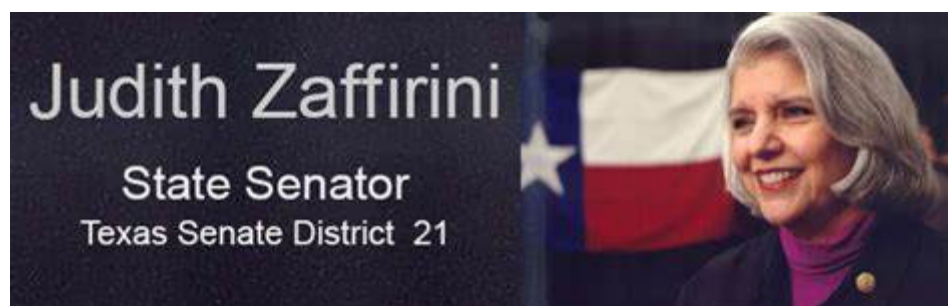 Judith Zaffirini
State Senator
Texas Senate District 21